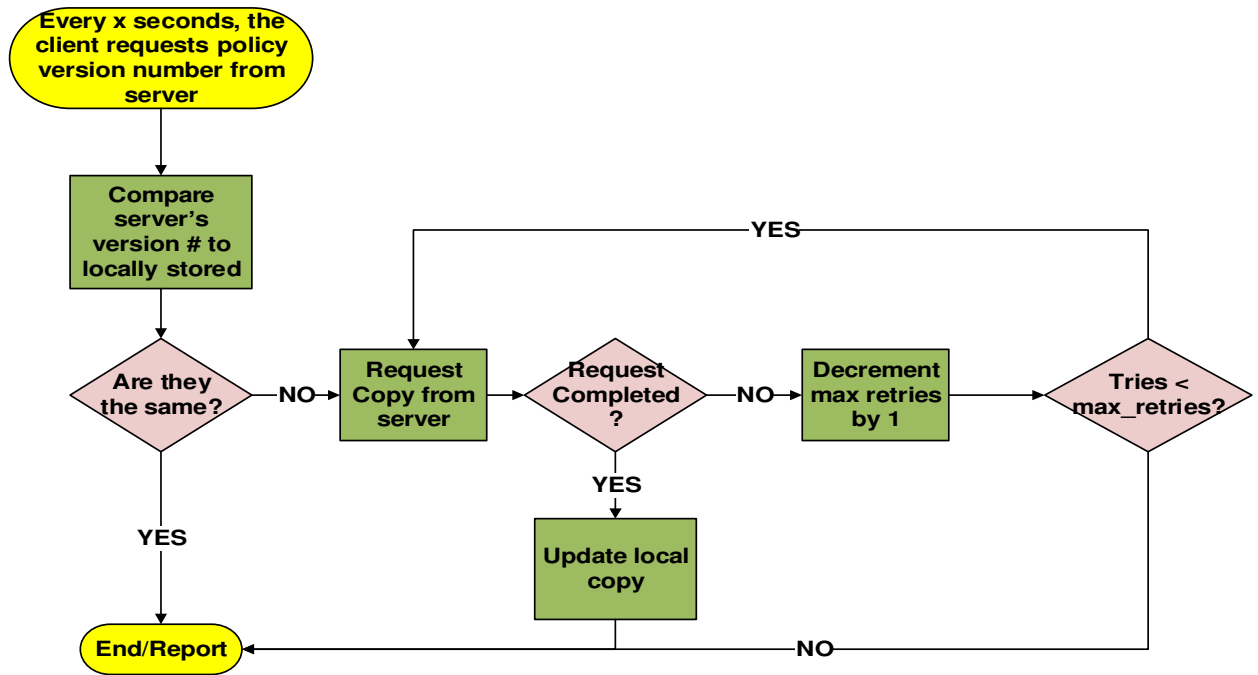 Every x seconds, the
client requests policy
version number from
server
Compare
server's
version # to
locally stored
YES
Are they
the same?
NO
Request
Copy from
server
Request
Completed
?
NO
Decrement
max retries
by 1
Tries <
max_retries?
YES
YES
Update local
copy
End/Report
NO